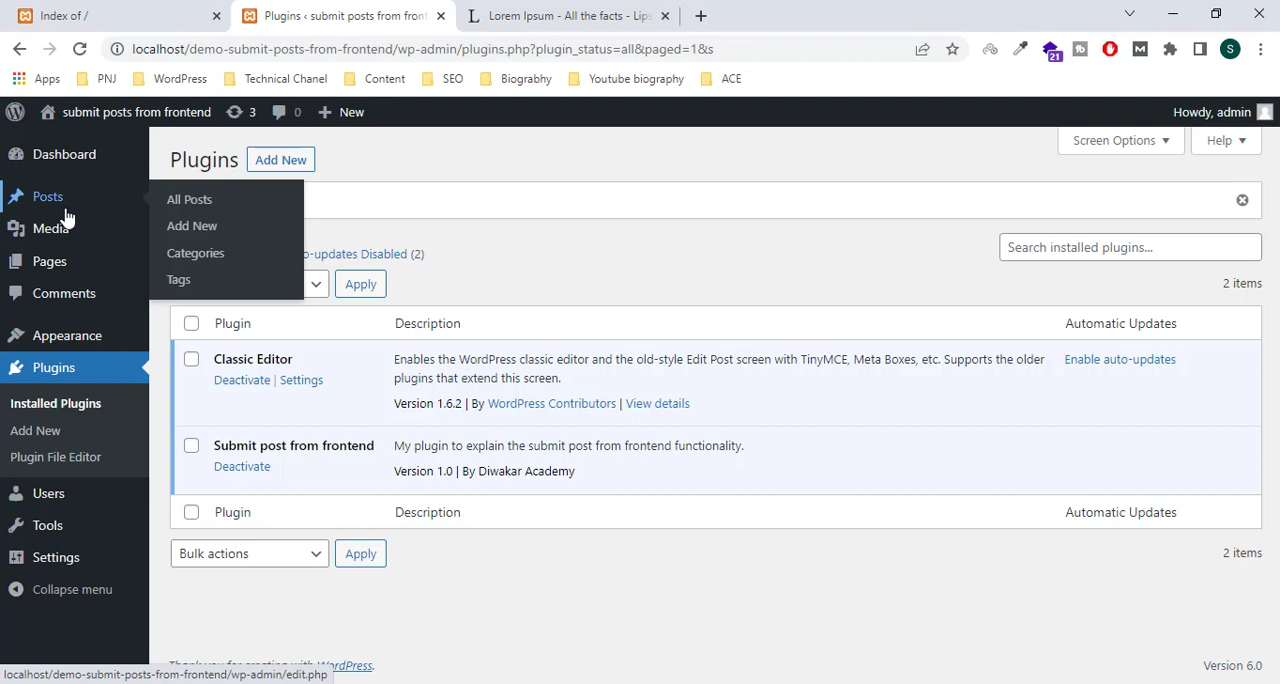 Index of /
Plugins ‹ submit posts from front
Lorem Ipsum - All the facts - Lips
localhost/demo-submit-posts-from-frontend/wp-admin/plugins.php?plugin_status=all&paged=1&s
21
M
S
Apps
PNJ
WordPress
Technical Chanel
Content
SEO
Biograbhy
Youtube biography
ACE
submit posts from frontend
3
0
New
Howdy, admin
Dashboard
Plugins
Add New
Screen Options
Help
Posts
All Posts
Media
Add New
Pages
Categories
o-updates Disabled (2)
Search installed plugins...
Tags
Apply
2 items
Comments
Appearance
Plugin
Description
Automatic Updates
Plugins
Classic Editor
Enables the WordPress classic editor and the old-style Edit Post screen with TinyMCE, Meta Boxes, etc. Supports the older
Enable auto-updates
Deactivate | Settings
plugins that extend this screen.
Version 1.6.2 | By WordPress Contributors | View details
Installed Plugins
Add New
Plugin File Editor
Submit post from frontend
My plugin to explain the submit post from frontend functionality.
Deactivate
Version 1.0 | By Diwakar Academy
Users
Plugin
Description
Automatic Updates
Tools
Bulk actions
Apply
2 items
Settings
Collapse menu
Thank you for creating with WordPress.
Version 6.0
localhost/demo-submit-posts-from-frontend/wp-admin/edit.php